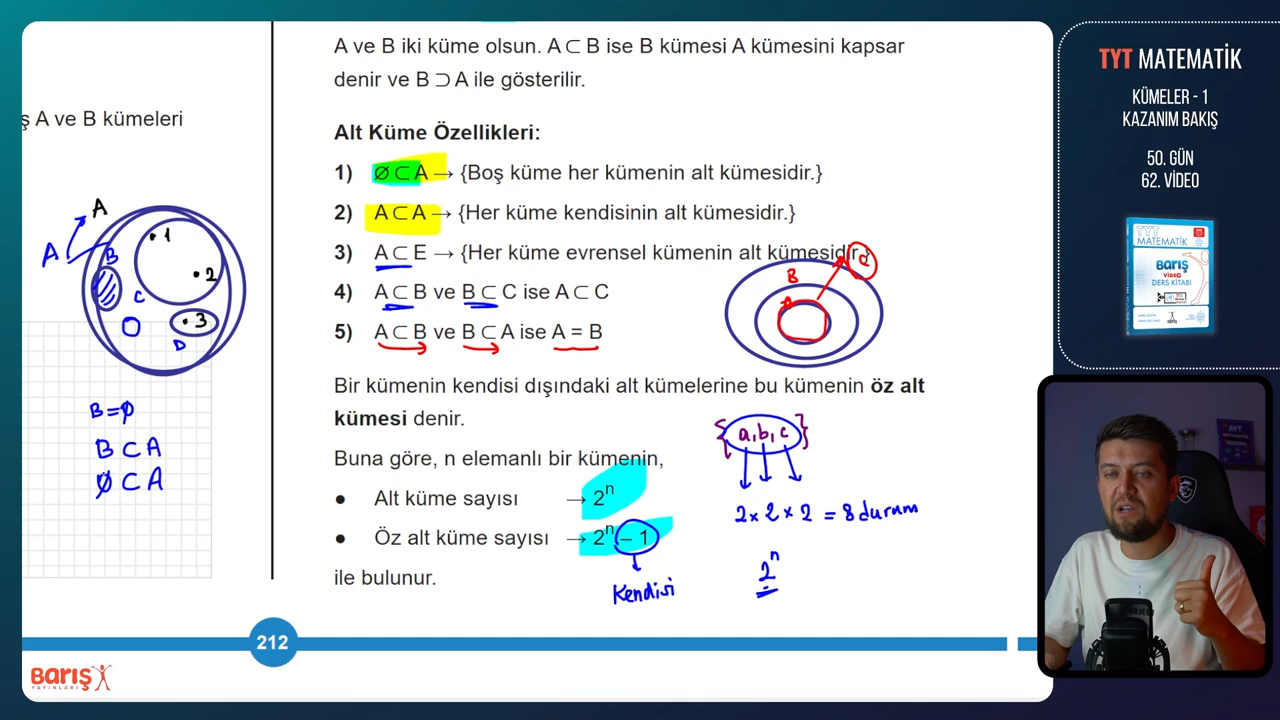 A ve B iki küme olsun. A ⊂ B ise B kümesi A kümesini kapsar
denir ve B ⊃ A ile gösterilir.
ş A ve B kümeleri
Alt Küme Özellikleri:
1) ∅ ⊂ A → {Boş küme her kümenin alt kümesidir.}
2) A ⊂ A → {Her küme kendisinin alt kümesidir.}
3) A ⊂ E → {Her küme evrensel kümenin alt kümesidir.}
4) A ⊂ B ve B ⊂ C ise A ⊂ C
5) A ⊂ B ve B ⊂ A ise A = B
A
A
B
1
2
C
3
D
B
A
C
B = ∅
B ⊂ A
∅ ⊂ A
Bir kümenin kendisi dışındaki alt kümelerine bu kümenin öz alt
kümesi denir.
Buna göre, n elemanlı bir kümenin,
• Alt küme sayısı → 2ⁿ
• Öz alt küme sayısı → 2ⁿ – 1
ile bulunur.
Kendisi
{a, b, c}
2 x 2 x 2 = 8 durum
2ⁿ
212
BARIŞ
YAYINLARI
TYT MATEMATİK
KÜMELER - 1
KAZANIM BAKIŞ
50. GÜN
62. VİDEO
TYT
MATEMATİK
BARIŞ
VİDEO
DERS KİTABI